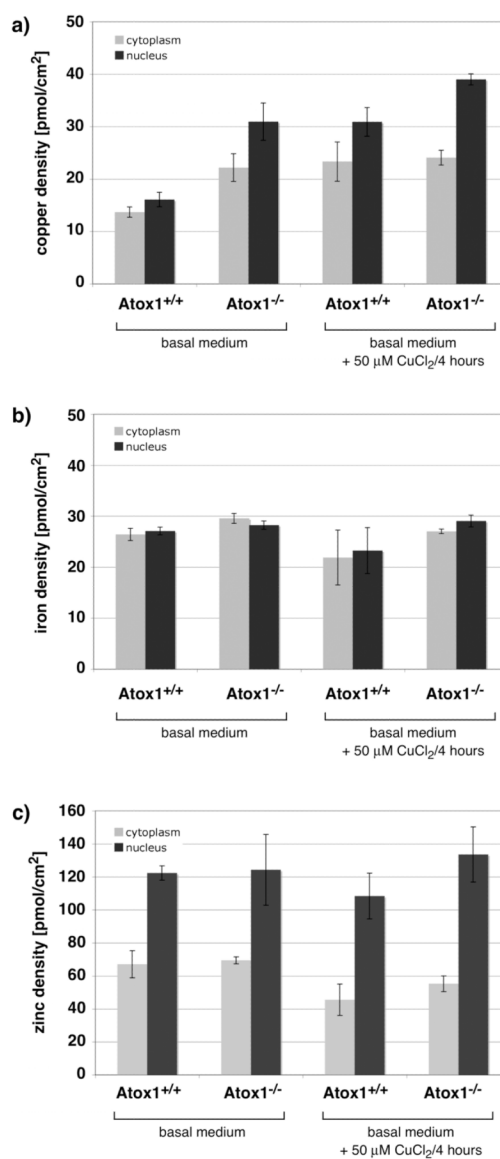 a)
copper density [pmol/cm²]
50
40
30
20
10
0
cytoplasm
nucleus
Atox1+/+ Atox1-/- Atox1+/+ Atox1-/-
basal medium basal medium
+ 50 µM CuCl₂/4 hours
b)
iron density [pmol/cm²]
50
40
30
20
10
0
cytoplasm
nucleus
Atox1+/+ Atox1-/- Atox1+/+ Atox1-/-
basal medium basal medium
+ 50 µM CuCl₂/4 hours
c)
zinc density [pmol/cm²]
160
140
120
100
80
60
40
20
0
cytoplasm
nucleus
Atox1+/+ Atox1-/- Atox1+/+ Atox1-/-
basal medium basal medium
+ 50 µM CuCl₂/4 hours